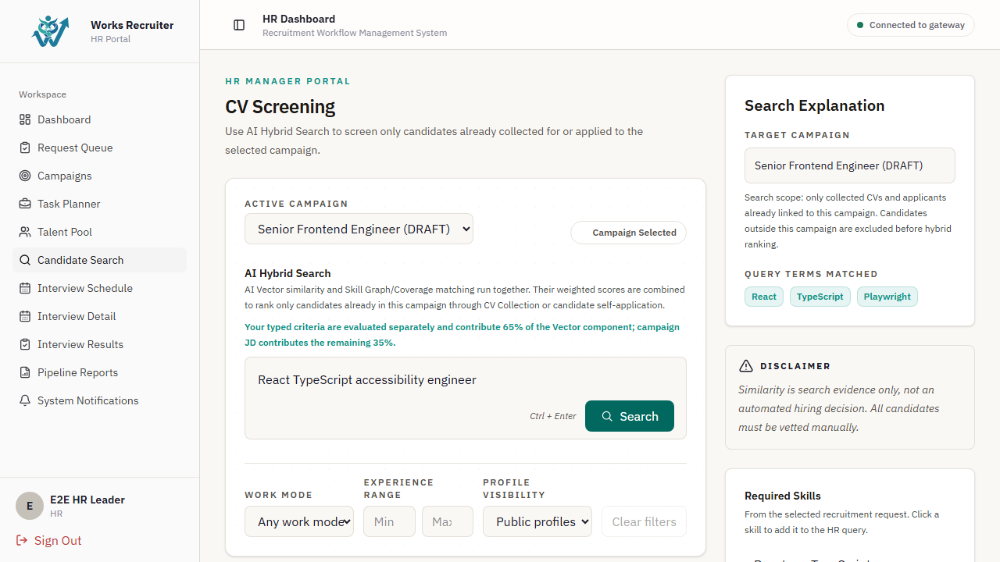 Works Recruiter
HR Portal
Workspace
Dashboard
Request Queue
Campaigns
Task Planner
Talent Pool
Candidate Search
Interview Schedule
Interview Detail
Interview Results
Pipeline Reports
System Notifications
E
E2E HR Leader
HR
Sign Out
HR Dashboard
Recruitment Workflow Management System
Connected to gateway
HR MANAGER PORTAL
CV Screening
Use AI Hybrid Search to screen only candidates already collected for or applied to the
selected campaign.
ACTIVE CAMPAIGN
Senior Frontend Engineer (DRAFT)
Campaign Selected
AI Hybrid Search
AI Vector similarity and Skill Graph/Coverage matching run together. Their weighted scores are combined
to rank only candidates already in this campaign through CV Collection or candidate self-application.
Your typed criteria are evaluated separately and contribute 65% of the Vector component; campaign
JD contributes the remaining 35%.
React TypeScript accessibility engineer
Ctrl + Enter
Search
WORK MODE
EXPERIENCE
RANGE
PROFILE
VISIBILITY
Any work mode
Min
Max
Public profiles
Clear filters
Search Explanation
TARGET CAMPAIGN
Senior Frontend Engineer (DRAFT)
Search scope: only collected CVs and applicants
already linked to this campaign. Candidates
outside this campaign are excluded before hybrid
ranking.
QUERY TERMS MATCHED
React
TypeScript
Playwright
DISCLAIMER
Similarity is search evidence only, not an
automated hiring decision. All candidates
must be vetted manually.
Required Skills
From the selected recruitment request. Click a
skill to add it to the HR query.